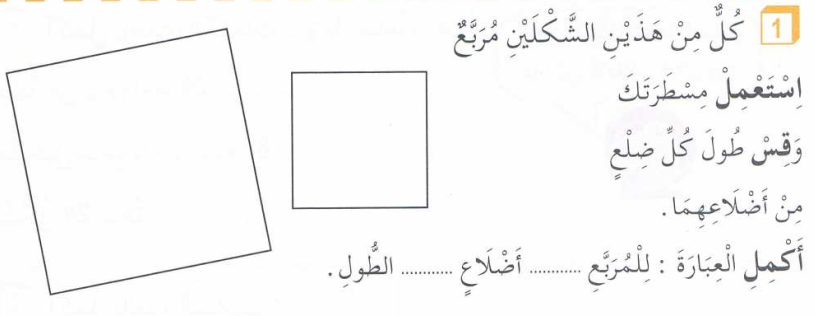 1 كُلٌّ مِنْ هَذَيْنِ الشَّكْلَيْنِ مُرَبَّعٌ
اِسْتَعْمِلْ مِسْطَرَتَكَ
وَقِسْ طُولَ كُلِّ ضِلْعٍ
مِنْ أَضْلَاعِهِمَا.
أَكْمِلِ الْعِبَارَةَ : لِلْمُرَبَّعِ ........... أَضْلَاعٍ ........... الطُّولِ.